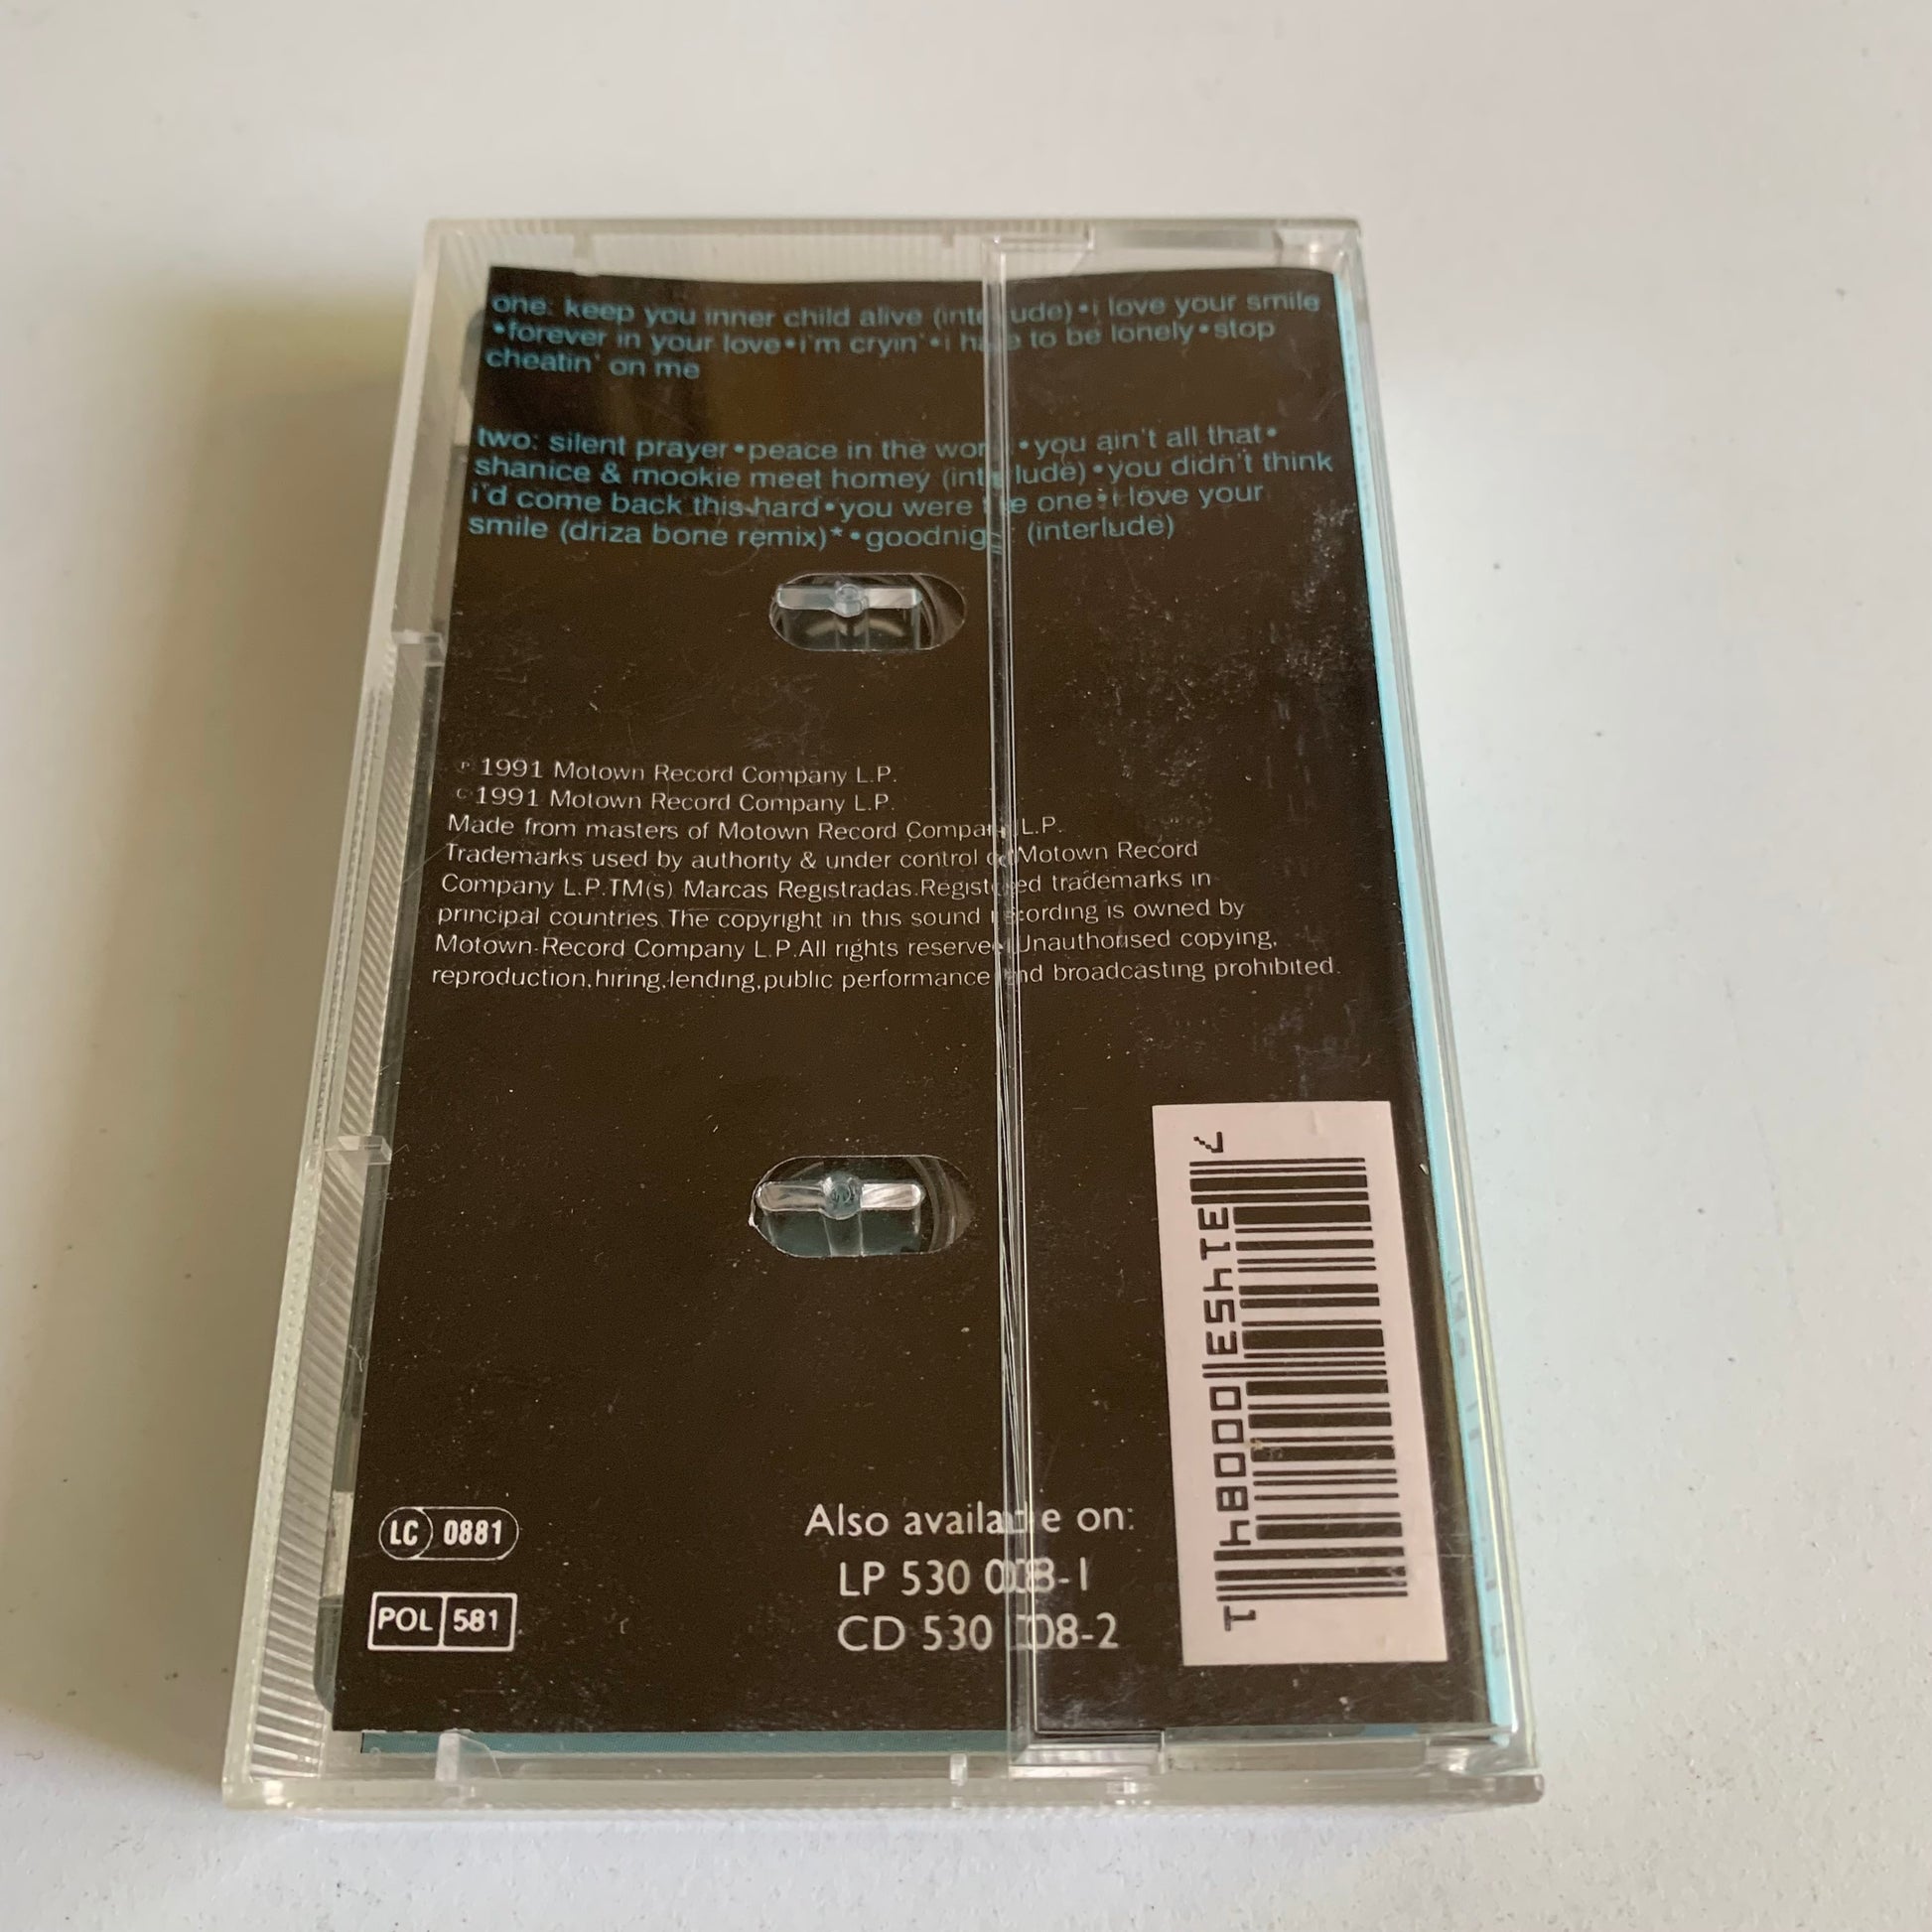 one: keep you inner child alive (interlude)•i love your smile
•forever in your love•i'm cryin'•i hate to be lonely•stop
cheatin' on me
two: silent prayer•peace in the world•you ain't all that•
shanice & mookie meet homey (interlude)•you didn't think
i'd come back this hard•you were the one•i love your
smile (driza bone remix)*•goodnight (interlude)
℗ 1991 Motown Record Company L.P.
© 1991 Motown Record Company L.P.
Made from masters of Motown Record Company L.P.
Trademarks used by authority & under control of Motown Record
Company L.P.TM(s) Marcas Registradas.Registered trademarks in
principal countries.The copyright in this sound recording is owned by
Motown Record Company L.P.All rights reserved.Unauthorised copying,
reproduction,hiring,lending,public performance and broadcasting prohibited.
LC 0881
POL 581
Also available on:
LP 530 008-1
CD 530 008-2